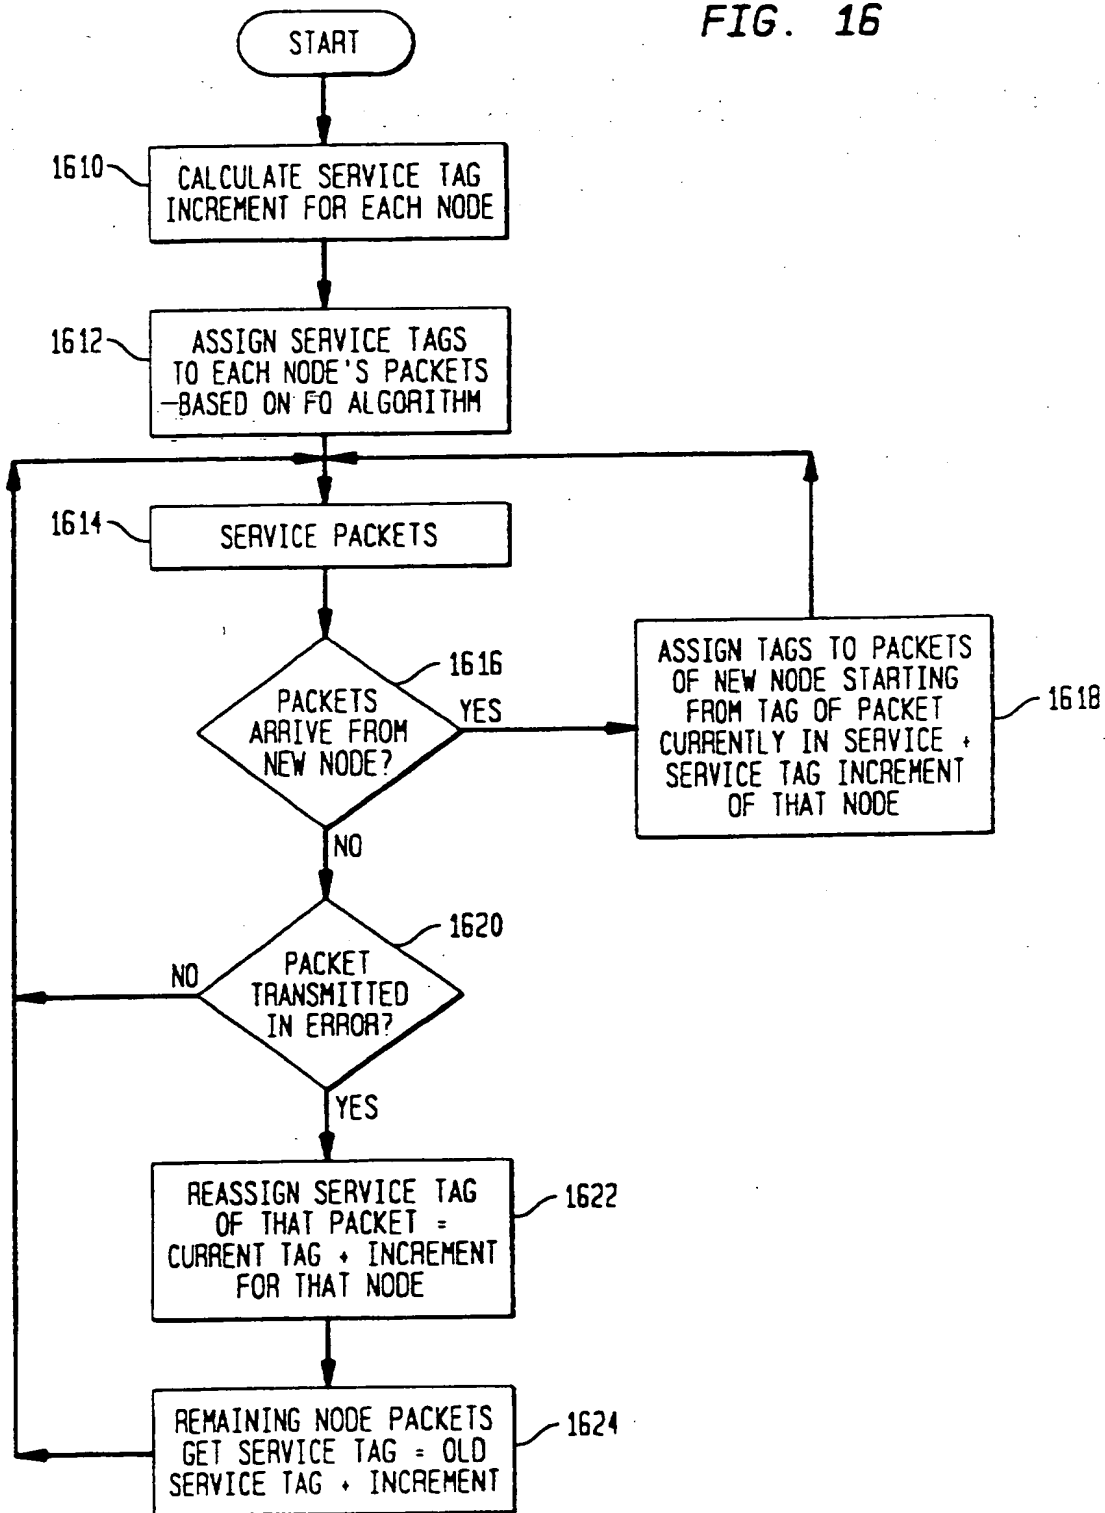 FIG. 16
START
1610
CALCULATE SERVICE TAG
INCREMENT FOR EACH NODE
1612
ASSIGN SERVICE TAGS
TO EACH NODE'S PACKETS
-BASED ON FQ ALGORITHM
1614
SERVICE PACKETS
1616
PACKETS
ARRIVE FROM
NEW NODE?
YES
NO
ASSIGN TAGS TO PACKETS
OF NEW NODE STARTING
FROM TAG OF PACKET
CURRENTLY IN SERVICE +
SERVICE TAG INCREMENT
OF THAT NODE
1618
1620
PACKET
TRANSMITTED
IN ERROR?
NO
YES
REASSIGN SERVICE TAG
OF THAT PACKET =
CURRENT TAG + INCREMENT
FOR THAT NODE
1622
REMAINING NODE PACKETS
GET SERVICE TAG = OLD
SERVICE TAG + INCREMENT
1624